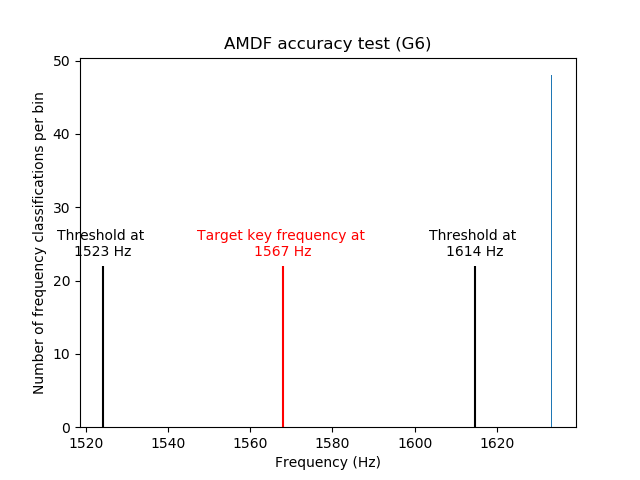 AMDF accuracy test (G6)
Number of frequency classifications per bin
50
40
30
20
10
0
Threshold at
1523 Hz
Target key frequency at
1567 Hz
Threshold at
1614 Hz
1520 1540 1560 1580 1600 1620
Frequency (Hz)